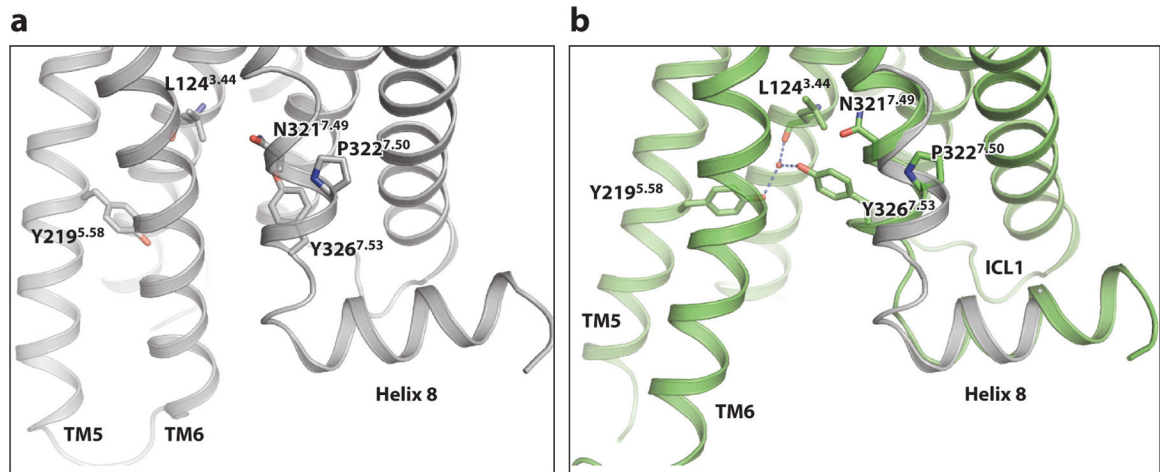 a
L124^3.44
N321^7.49
P322^7.50
Y219^5.58
Y326^7.53
Helix 8
TM5
TM6
b
L124^3.44
N321^7.49
P322^7.50
Y219^5.58
Y326^7.53
ICL1
TM5
Helix 8
TM6